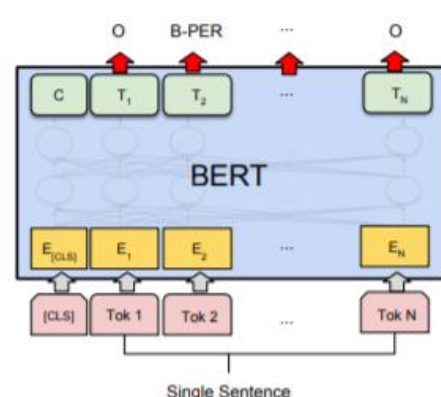 O B-PER ... O
C T1 T2 ... TN
BERT
E[CLS] E1 E2 ... EN
[CLS] Tok 1 Tok 2 ... Tok N
Single Sentence